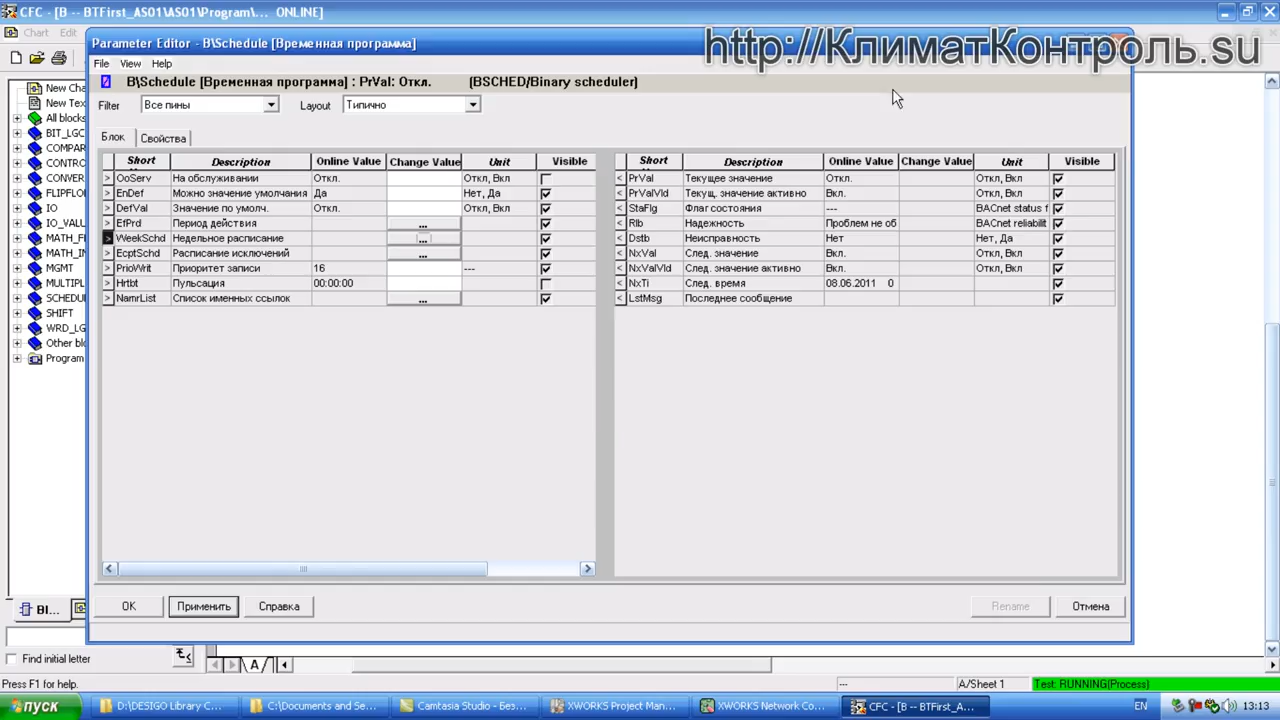 CFC - [B -- BTFirst_AS01\AS01\Program\... ONLINE]
http://КлиматКонтроль.su
Chart Edit
Parameter Editor - B\Schedule [Временная программа]
File View Help
B\Schedule [Временная программа] : PrVal: Откл. [BSCHED/Binary scheduler]
Filter Все пины Layout Типично
Блок Свойства
Short Description Online Value Change Value Unit Visible
OoServ На обслуживании Откл. Откл, Вкл
EnDef Можно значение умолчания Да Нет, Да
DefVal Значение по умолч. Откл. Откл, Вкл
EfPrd Период действия ...
WeekSchd Недельное расписание ...
EcptSchd Расписание исключений ...
PrioWrit Приоритет записи 16 ---
Hrtbt Пульсация 00:00:00
NamrList Список именных ссылок ...
Short Description Online Value Change Value Unit Visible
PrVal Текущее значение Откл. Откл, Вкл
PrValVld Текущ. значение активно Вкл. Откл, Вкл
StaFlg Флаг состояния --- BACnet status f
Rlb Надежность Проблем не об BACnet reliabilit
Dstb Неисправность Нет Нет, Да
NxVal След. значение Вкл. Откл, Вкл
NxValVld След. значение активно Вкл. Откл, Вкл
NxTi След. время 08.06.2011 0
LstMsg Последнее сообщение
New Cha
New Tex
All blocks
BIT_LGC
COMPAR
CONTRO
CONVER
FLIPFLO
IO
IO_VALU
MATH_FI
MATH_IN
MGMT
MULTIPL
SCHEDU
SHIFT
WRD_LG
Other blo
Program
OK Применить Справка Rename Отмена
BI...
Find initial letter
A
Press F1 for help. --- A/Sheet 1 Test: RUNNING(Process)
пуск D:\DESIGO Library C... C:\Documents and Se... Camtasia Studio - Без... XWORKS Project Man... XWORKS Network Co... CFC - [B -- BTFirst_A... EN 13:13